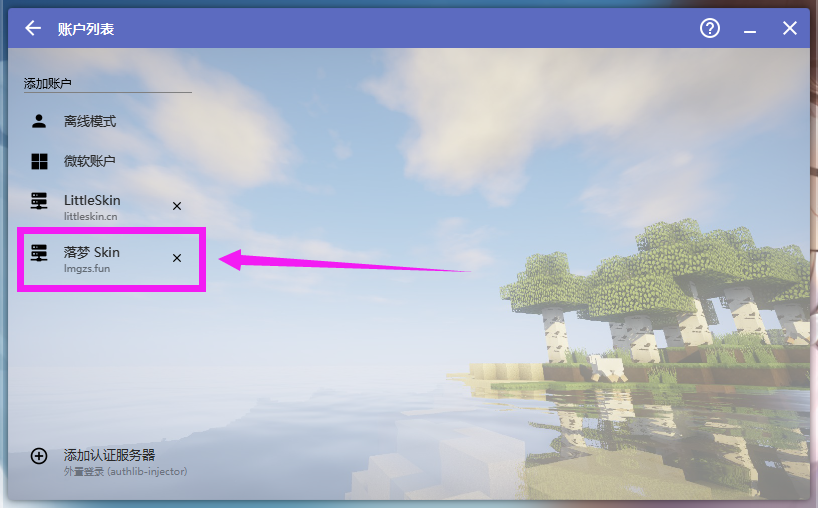 账户列表
添加账户
离线模式
微软账户
LittleSkin
littleskin.cn
落梦 Skin
lmgzs.fun
添加认证服务器
外置登录 (authlib-injector)